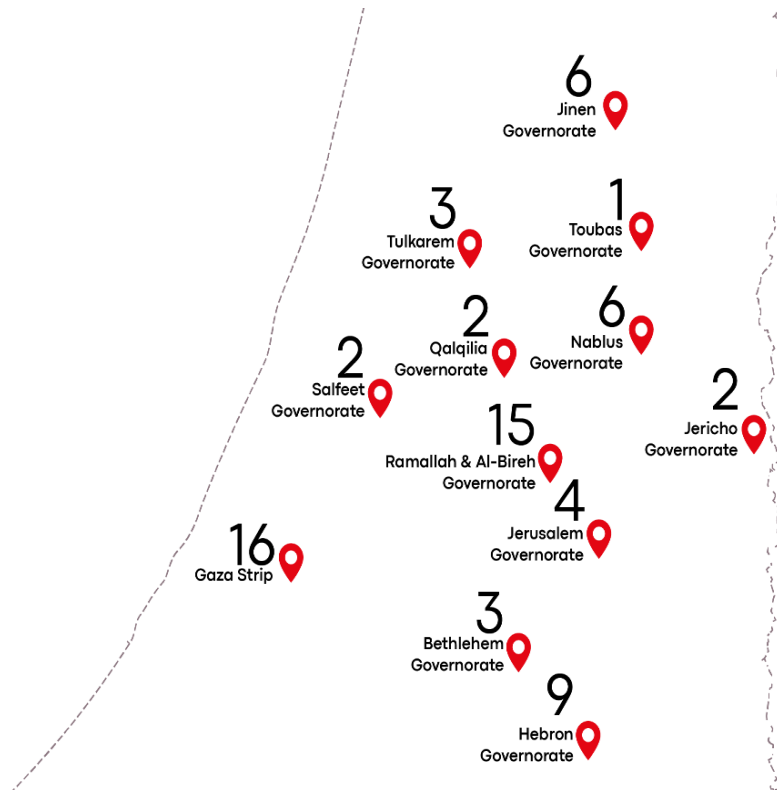 6
Jinen
Governorate
1
Toubas
Governorate
3
Tulkarem
Governorate
6
Nablus
Governorate
2
Qalqilia
Governorate
2
Salfeet
Governorate
2
Jericho
Governorate
15
Ramallah & Al-Bireh
Governorate
4
Jerusalem
Governorate
16
Gaza Strip
3
Bethlehem
Governorate
9
Hebron
Governorate